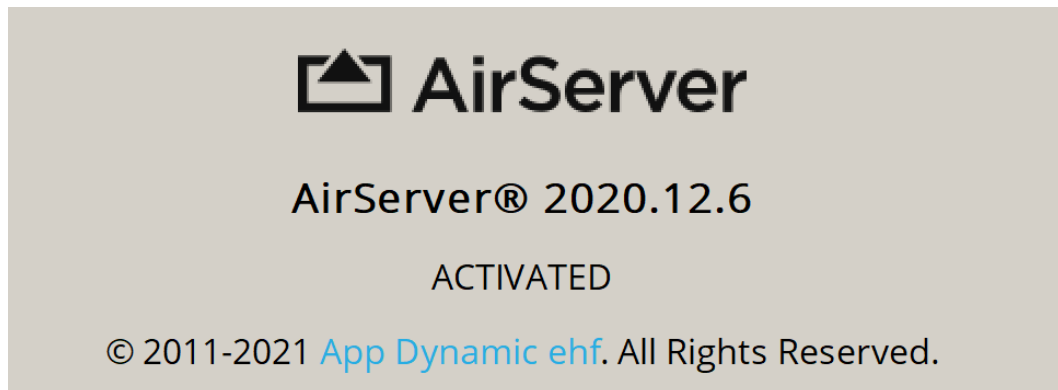 AirServer
AirServer® 2020.12.6
ACTIVATED
© 2011-2021 App Dynamic ehf. All Rights Reserved.